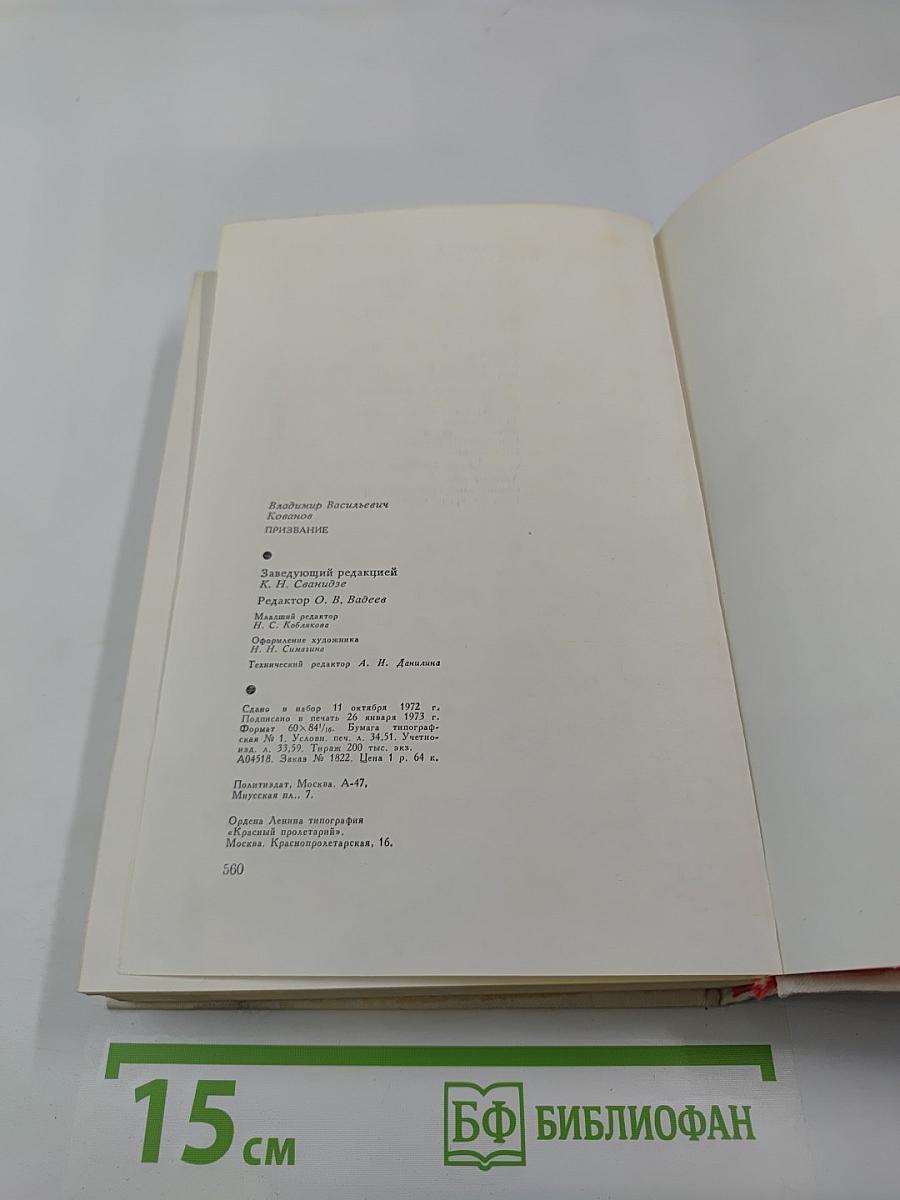 Владимир Васильевич
Кованов
ПРИЗВАНИЕ
Заведующий редакцией
К. Н. Сванидзе
Редактор О. В. Вадеев
Младший редактор
Н. С. Коблякова
Оформление художника
Н. Н. Симагина
Технический редактор А. И. Данилина
Сдано в набор 11 октября 1972 г.
Подписано в печать 26 января 1973 г.
Формат 60×84¹/₁₆. Бумага типограф-
ская № 1. Условн. печ. л. 34,51. Учетно-
изд. л. 33,59. Тираж 200 тыс. экз.
А04518. Заказ № 1822. Цена 1 р. 64 к.
Политиздат, Москва, А-47,
Миусская пл., 7.
Ордена Ленина типография
«Красный пролетарий».
Москва, Краснопролетарская, 16.
560
15 см
БФ БИБЛИОФАН